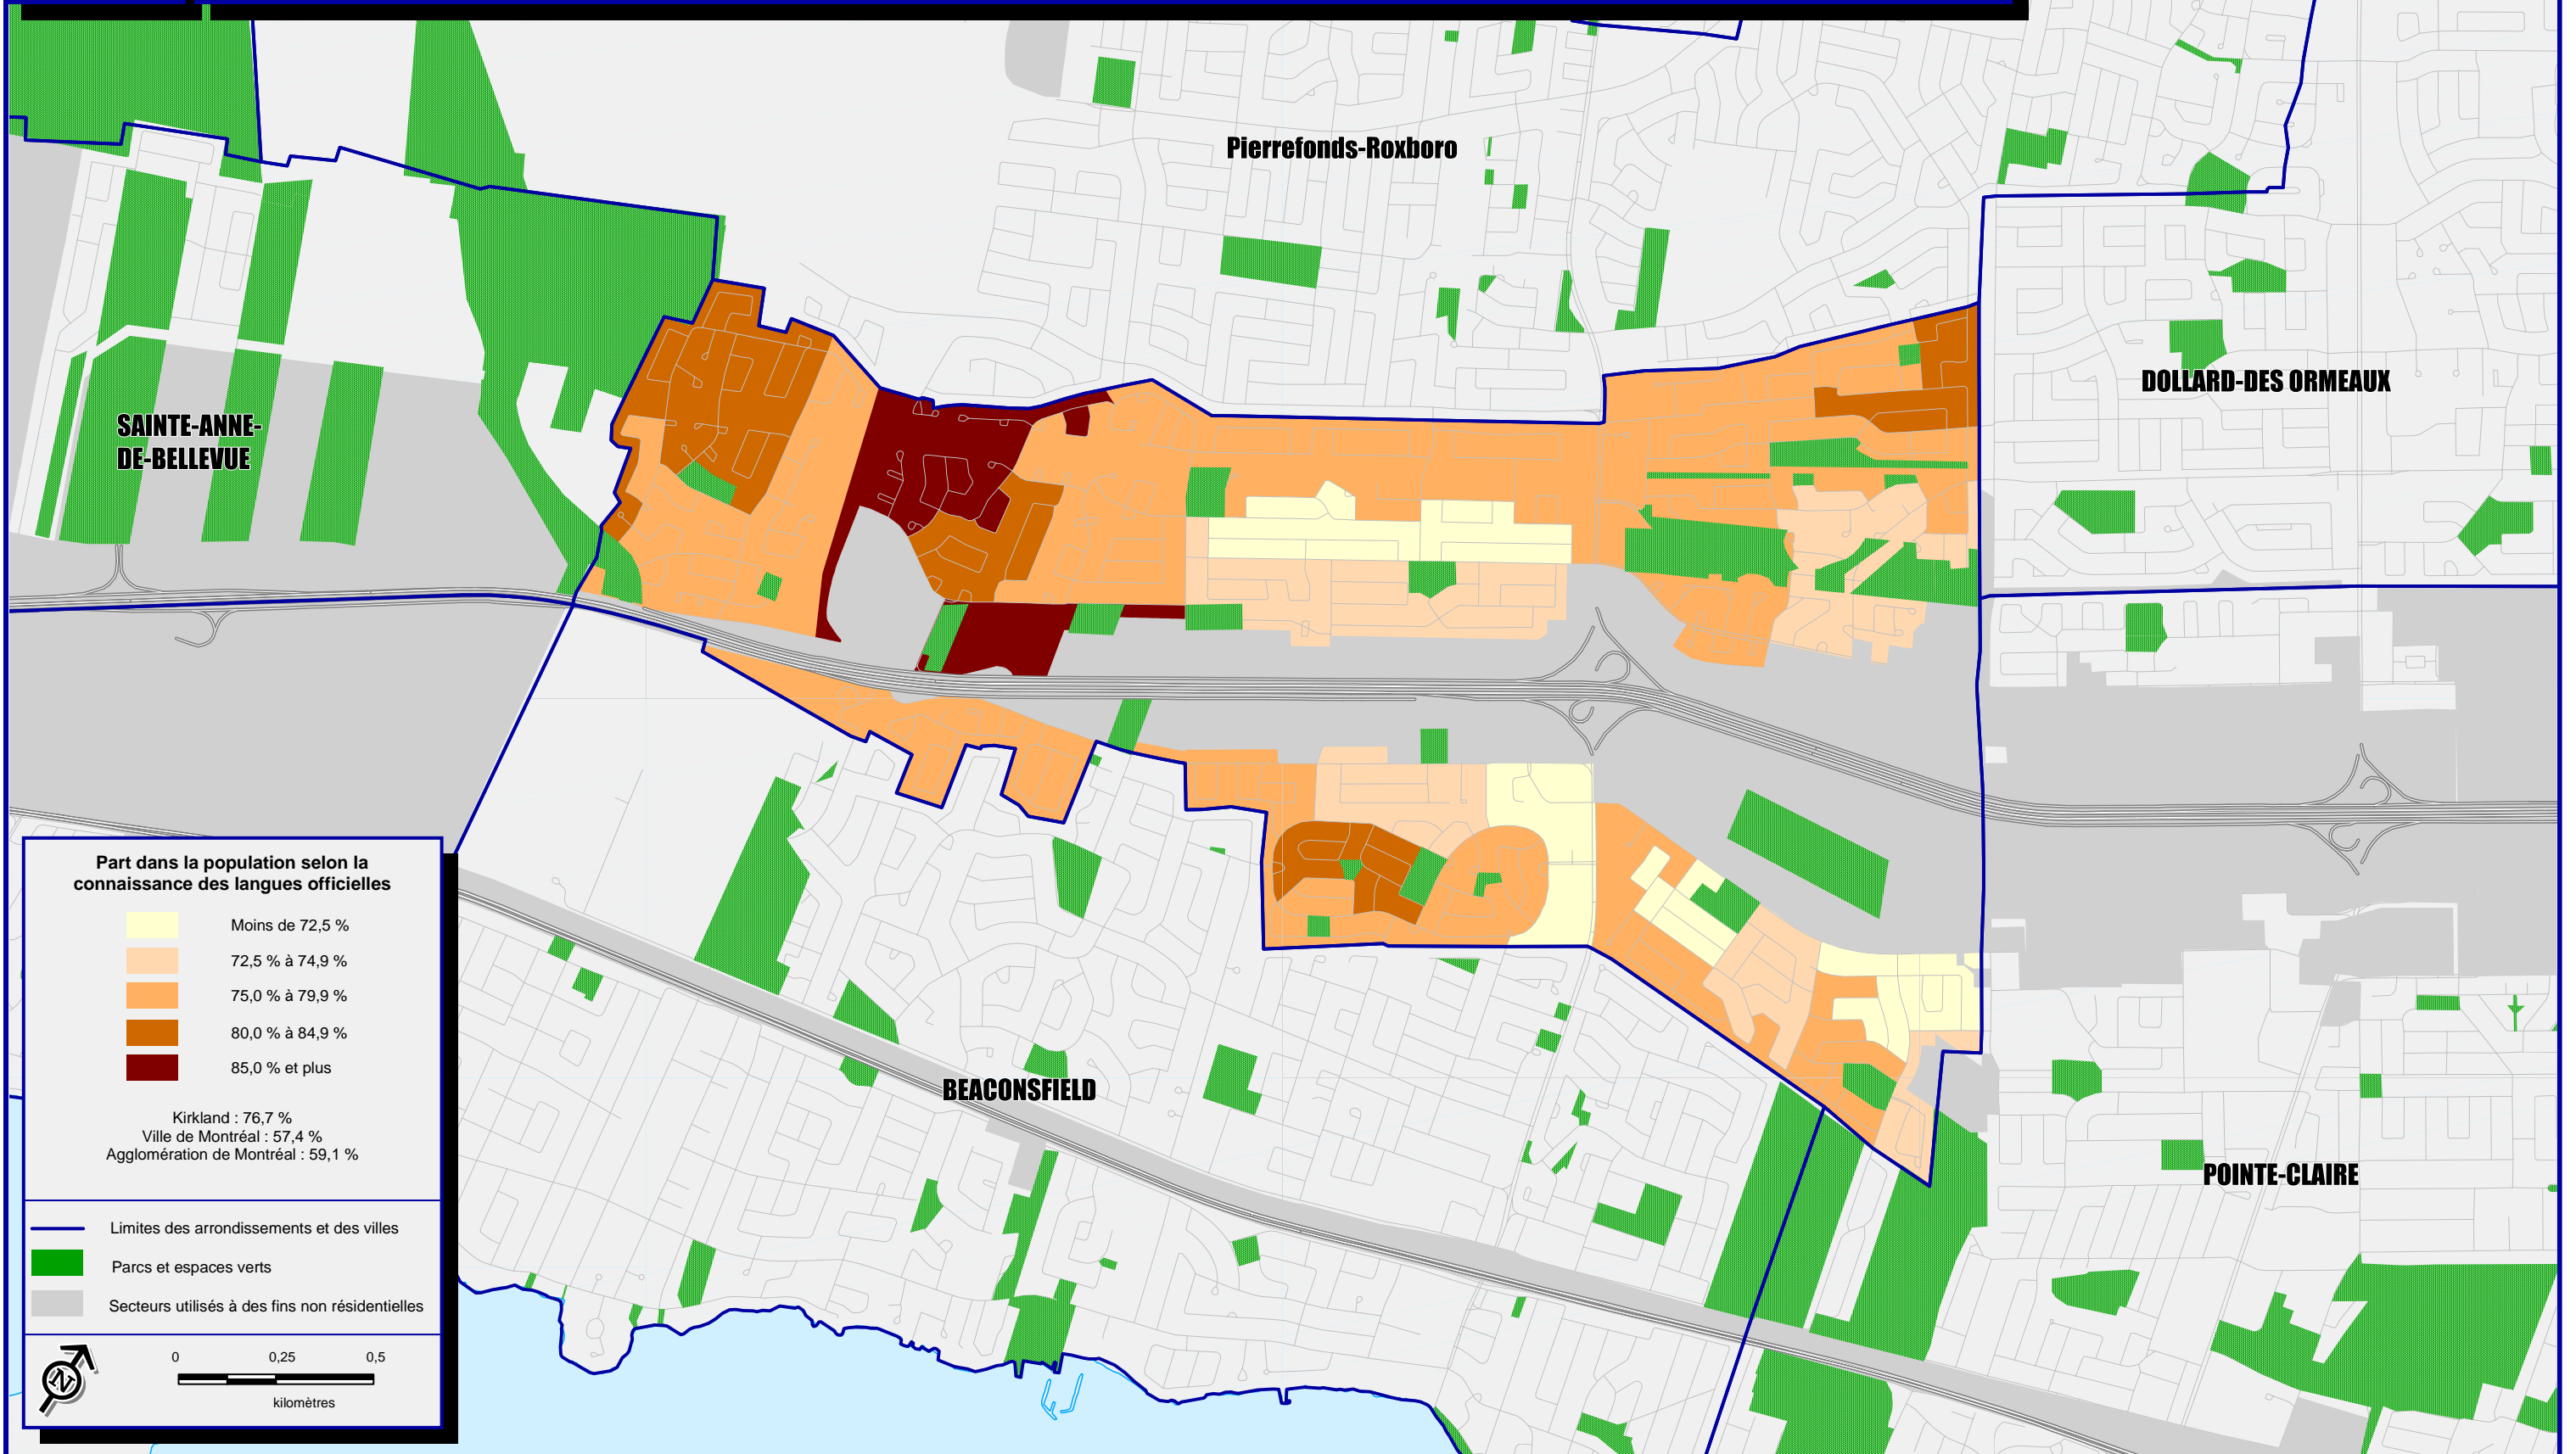 Pierrefonds-Roxboro
DOLLARD-DES ORMEAUX
SAINTE-ANNE-
DE-BELLEVUE
BEACONSFIELD
POINTE-CLAIRE
Part dans la population selon la
connaissance des langues officielles
Moins de 72,5 %
72,5 % à 74,9 %
75,0 % à 79,9 %
80,0 % à 84,9 %
85,0 % et plus
Kirkland : 76,7 %
Ville de Montréal : 57,4 %
Agglomération de Montréal : 59,1 %
Limites des arrondissements et des villes
Parcs et espaces verts
Secteurs utilisés à des fins non résidentielles
N
0 0,25 0,5
kilomètres